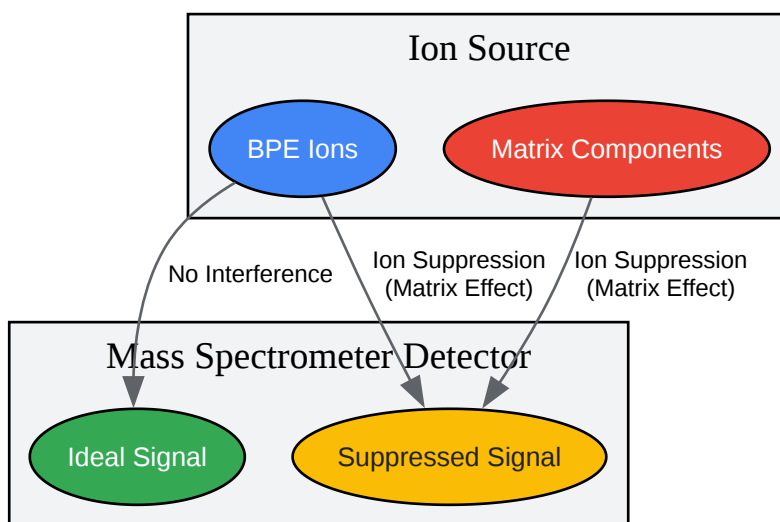 Ion Source
BPE Ions
Matrix Components
No Interference
Ion Suppression
(Matrix Effect)
Ion Suppression
(Matrix Effect)
Mass Spectrometer Detector
Ideal Signal
Suppressed Signal